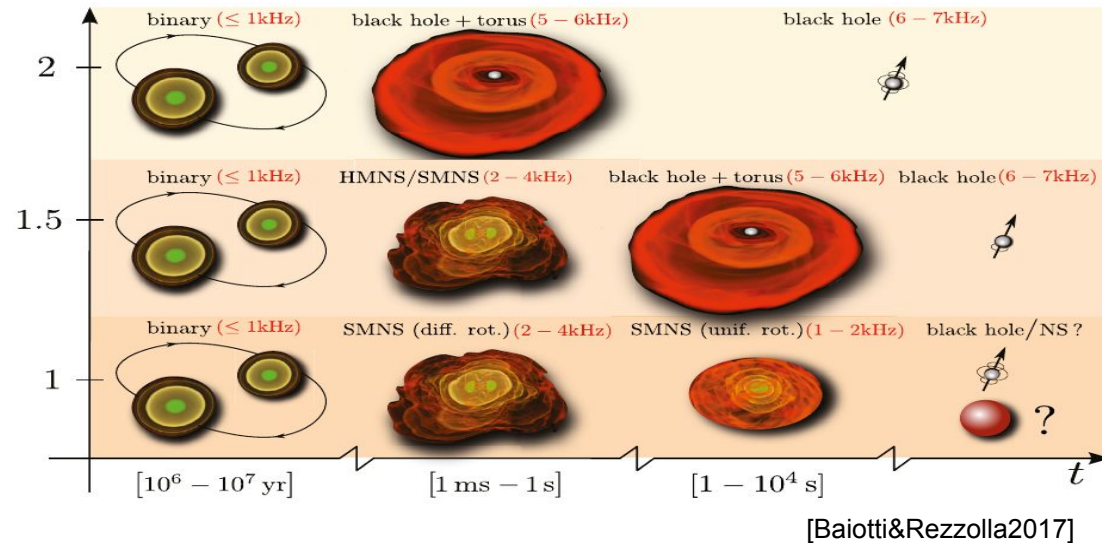 binary (≤ 1kHz) black hole + torus (5 − 6kHz) black hole (6 − 7kHz)
2
binary (≤ 1kHz) HMNS/SMNS (2 − 4kHz) black hole + torus (5 − 6kHz) black hole (6 − 7kHz)
1.5
binary (≤ 1kHz) SMNS (diff. rot.) (2 − 4kHz) SMNS (unif. rot.) (1 − 2kHz) black hole/NS ?
1
?
[10⁶ − 10⁷ yr] [1 ms − 1 s] [1 − 10⁴ s] t
[Baiotti&Rezzolla2017]